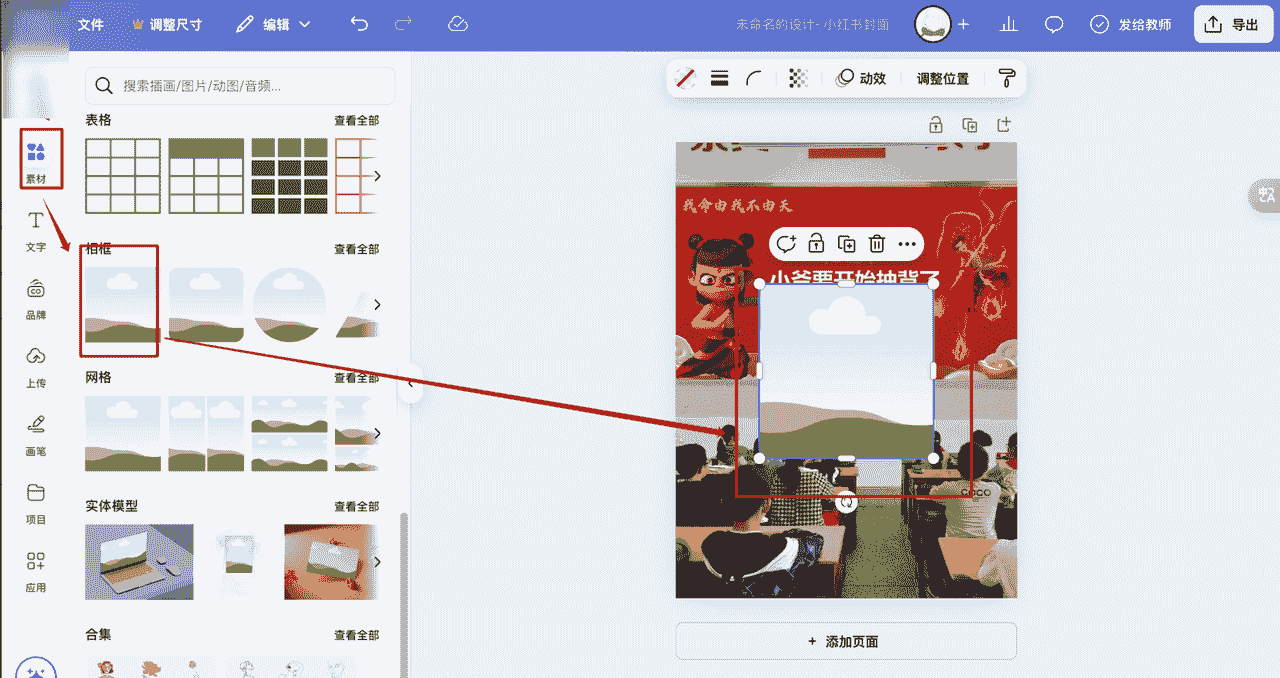 文件
调整尺寸
编辑
未命名的设计- 小红书封面
发给教师
导出
搜索插画/图片/动图/音频...
动效
调整位置
表格
查看全部
素材
文字
相框
查看全部
品牌
CO
上传
网格
查看全部
画笔
项目
实体模型
查看全部
应用
合集
查看全部
我命由我不由天
小爷要开始抽背了
COCO
+ 添加页面